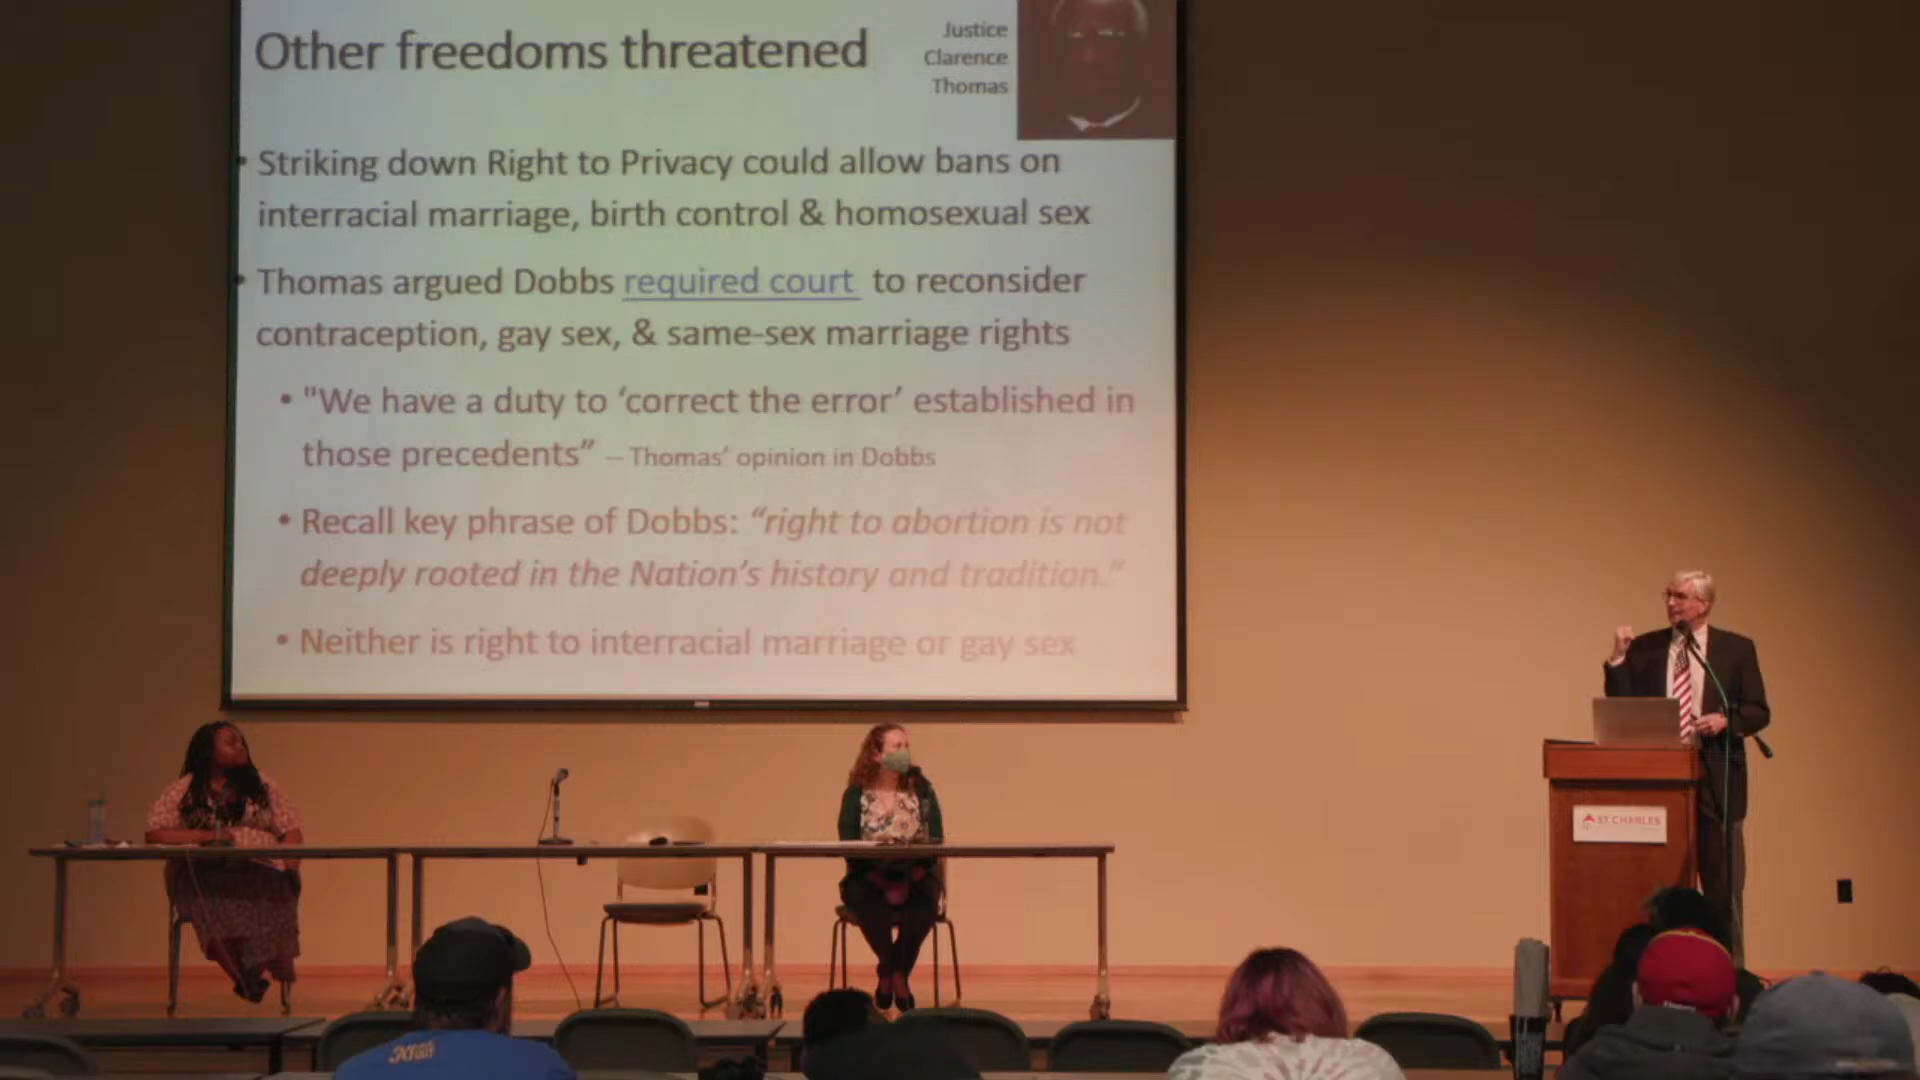 Other freedoms threatened
Justice
Clarence
Thomas
• Striking down Right to Privacy could allow bans on
interracial marriage, birth control & homosexual sex
• Thomas argued Dobbs required court to reconsider
contraception, gay sex, & same-sex marriage rights
• "We have a duty to ‘correct the error’ established in
those precedents” – Thomas’ opinion in Dobbs
• Recall key phrase of Dobbs: “right to abortion is not
deeply rooted in the Nation’s history and tradition.”
• Neither is right to interracial marriage or gay sex
ST CHARLES